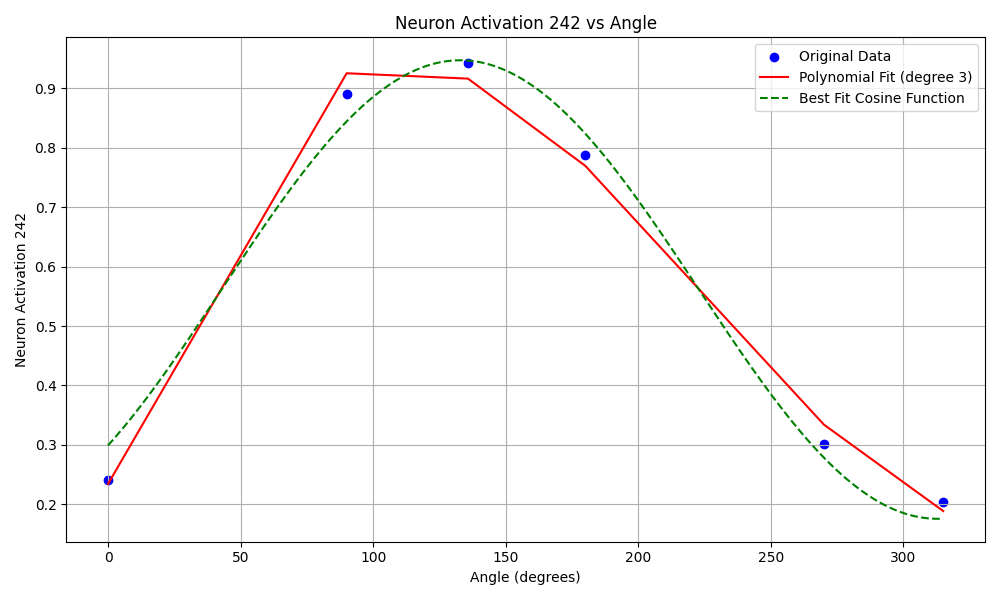 Neuron Activation 242 vs Angle
Original Data
Polynomial Fit (degree 3)
Best Fit Cosine Function
Neuron Activation 242
0.9
0.8
0.7
0.6
0.5
0.4
0.3
0.2
0
50
100
150
200
250
300
Angle (degrees)